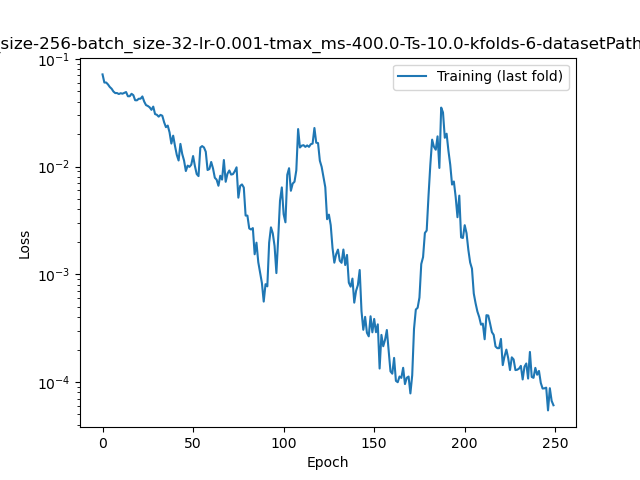 size-256-batch_size-32-lr-0.001-tmax_ms-400.0-Ts-10.0-kfolds-6-datasetPath
Training (last fold)
10⁻¹
10⁻²
10⁻³
10⁻⁴
Loss
0 50 100 150 200 250
Epoch